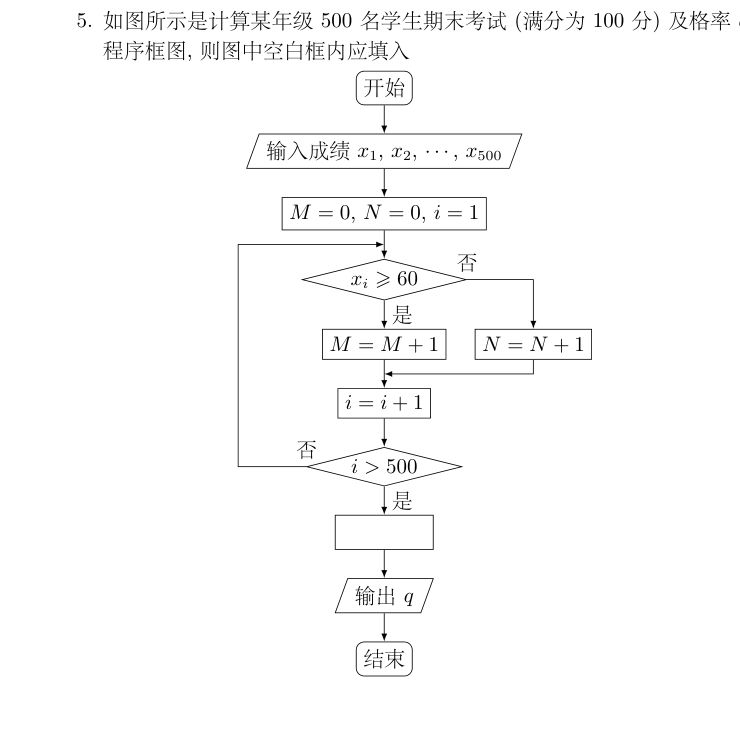 5. 如图所示是计算某年级 500 名学生期末考试 (满分为 100 分) 及格率
程序框图, 则图中空白框内应填入
开始
输入成绩 x₁, x₂, ⋯, x₅₀₀
M = 0, N = 0, i = 1
否
xᵢ ⩾ 60
是
M = M + 1
N = N + 1
i = i + 1
否
i > 500
是
输出 q
结束